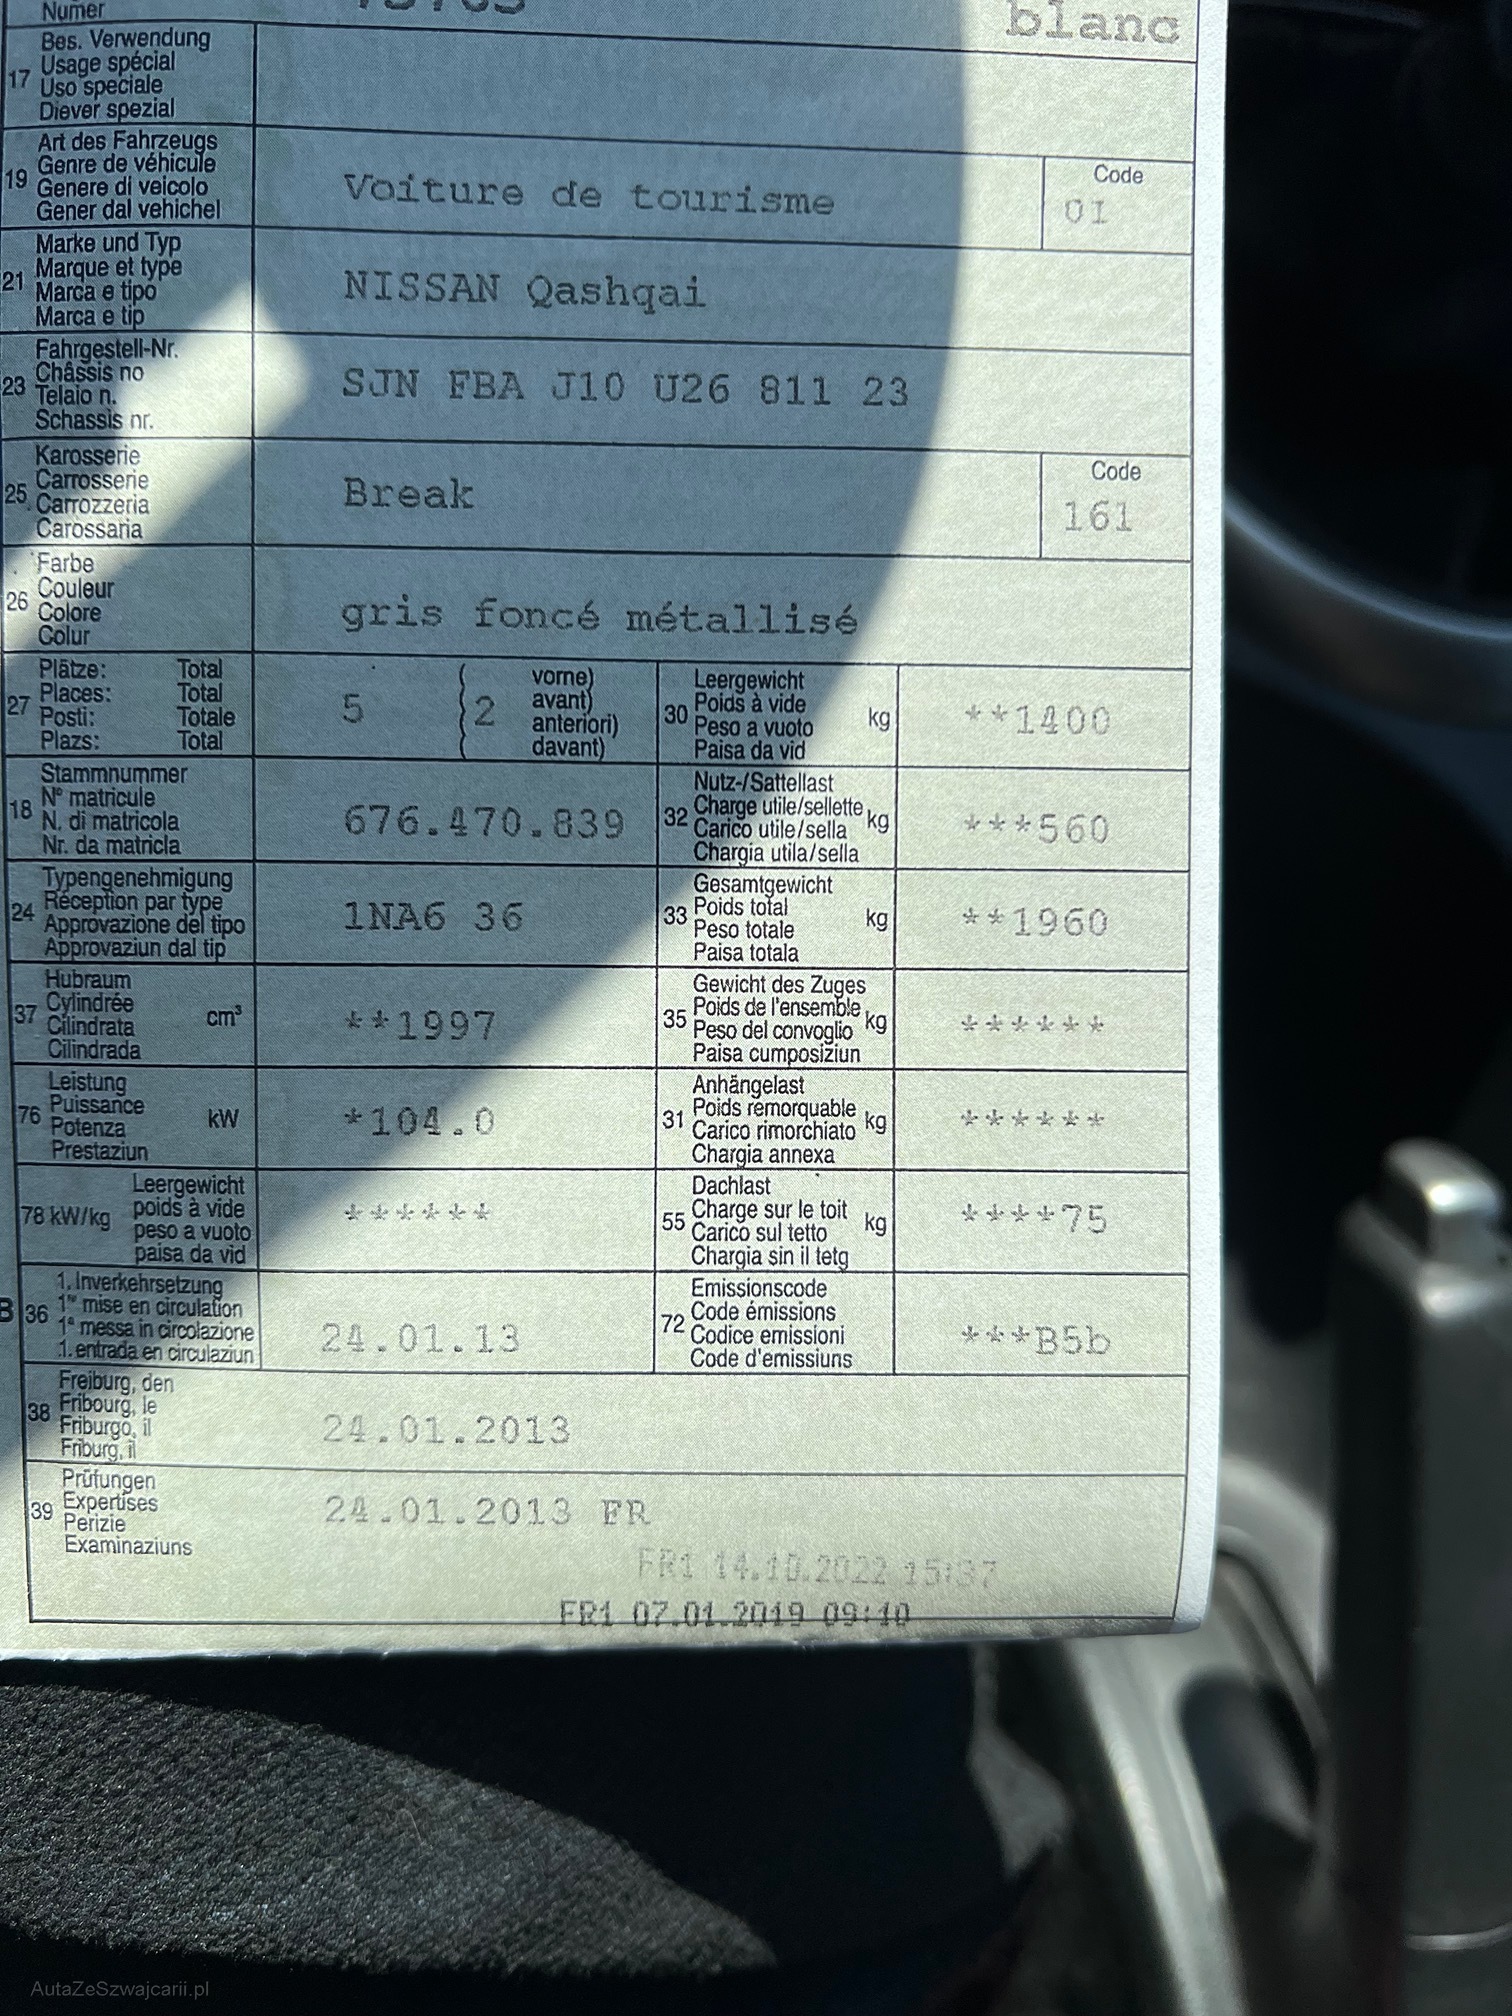 Numer
blanc
17 Bes. Verwendung
Usage spécial
Uso speciale
Diever spezial
19 Art des Fahrzeugs
Genre de véhicule
Genere di veicolo
Gener dal vehichel
Voiture de tourisme
Code
01
21 Marke und Typ
Marque et type
Marca e tipo
Marca e tip
NISSAN Qashqai
23 Fahrgestell-Nr.
Châssis no
Telaio n.
Schassis nr.
SJN FBA J10 U26 811 23
25 Karosserie
Carrosserie
Carrozzeria
Carossaria
Break
Code
161
26 Farbe
Couleur
Colore
Colur
gris foncé métallisé
27 Plätze: Total
Places: Total
Posti: Totale
Plazs: Total
5 { 2 vorne)
avant)
anteriori)
davant)
30 Leergewicht
Poids à vide
Peso a vuoto
Paisa da vid
kg
**1400
18 Stammnummer
N° matricule
N. di matricola
Nr. da matricla
676.470.839
32 Nutz-/Sattellast
Charge utile/sellette
Carico utile/sella
Chargia utila/sella
kg
***560
24 Typengenehmigung
Réception par type
Approvazione del tipo
Approvaziun dal tip
1NA6 36
33 Gesamtgewicht
Poids total
Peso totale
Paisa totala
kg
**1960
37 Hubraum
Cylindrée
Cilindrata
Cilindrada
cm³
**1997
35 Gewicht des Zuges
Poids de l'ensemble
Peso del convoglio
Paisa cumposiziun
kg
******
76 Leistung
Puissance
Potenza
Prestaziun
kW
*104.0
31 Anhängelast
Poids remorquable
Carico rimorchiato
Chargia annexa
kg
******
78 kW/kg Leergewicht
poids à vide
peso a vuoto
paisa da vid
******
55 Dachlast
Charge sur le toit
Carico sul tetto
Chargia sin il tetg
kg
****75
B 36 1. Inverkehrsetzung
1re mise en circulation
1a messa in circolazione
1. entrada en circulaziun
24.01.13
72 Emissionscode
Code émissions
Codice emissioni
Code d'emissiuns
***B5b
38 Freiburg, den
Fribourg, le
Friburgo, il
Friburg, il
24.01.2013
39 Prüfungen
Expertises
Perizie
Examinaziuns
24.01.2013 FR
FR1 14.10.2022 15:37
FR1 07.01.2019 09:10
AutaZeSzwajcarii.pl